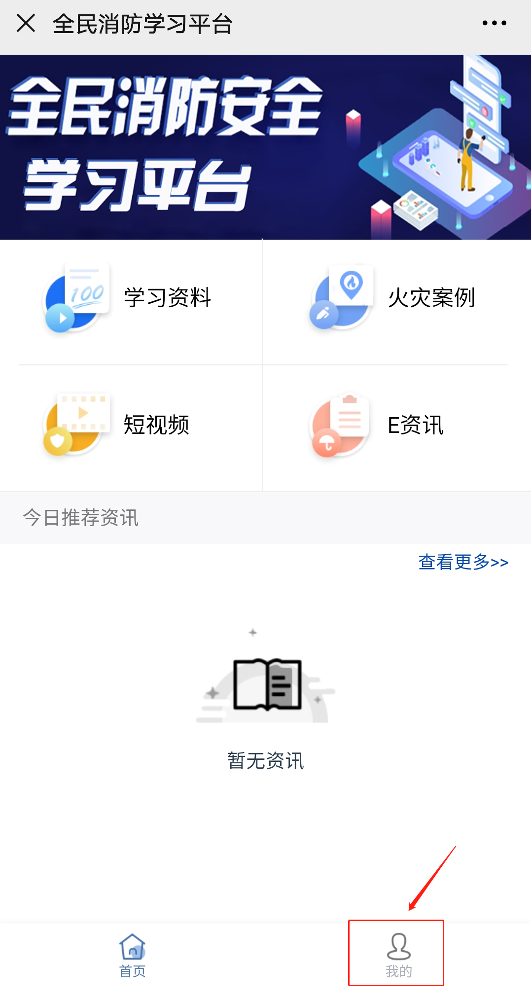 全民消防学习平台
全民消防安全
学习平台
100
学习资料
火灾案例
短视频
E资讯
今日推荐资讯
查看更多>>
暂无资讯
首页
我的